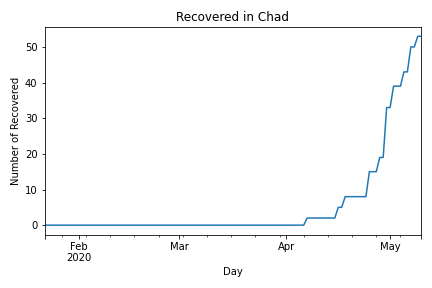 Recovered in Chad
Number of Recovered
50
40
30
20
10
0
Feb
2020
Mar
Apr
May
Day